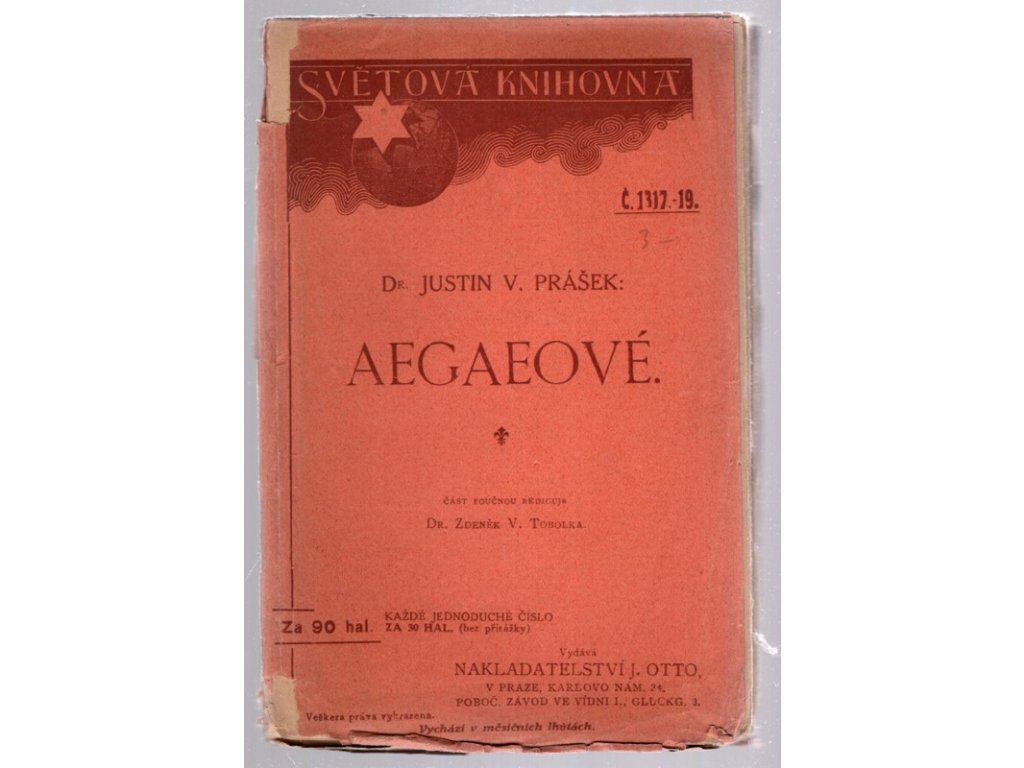 SVĚTOVÁ KNIHOVNA
Č. 1317.-19.
3 —
DR. JUSTIN V. PRÁŠEK:
AEGAEOVÉ.
ČÁST POUČNOU REDIGUJE
DR. ZDENĚK V. TOBOLKA.
Za 90 hal.
KAŽDÉ JEDNODUCHÉ ČÍSLO
ZA 30 HAL. (bez přirážky)
Vydává
NAKLADATELSTVÍ J. OTTO,
V PRAZE, KARLOVO NÁM. 34.
POBOČ. ZÁVOD VE VÍDNI I., GLUCKG. 3.
Veškera práva vyhrazena.
Vychází v měsíčních lhůtách.